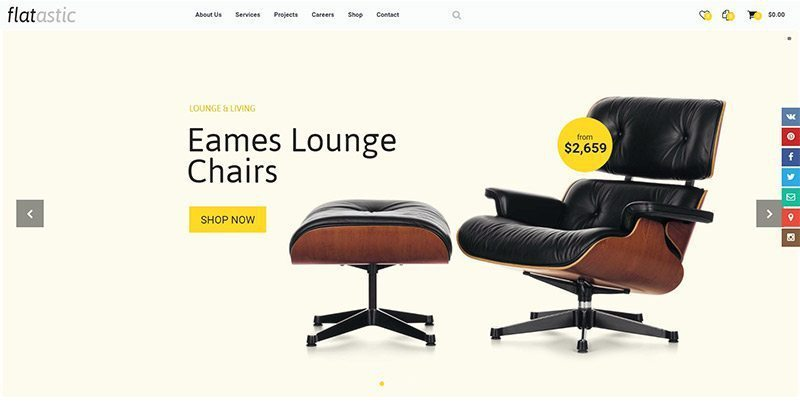 flatastic
About Us Services Projects Careers Shop Contact
$0.00
LOUNGE & LIVING
Eames Lounge
Chairs
SHOP NOW
from
$2,659